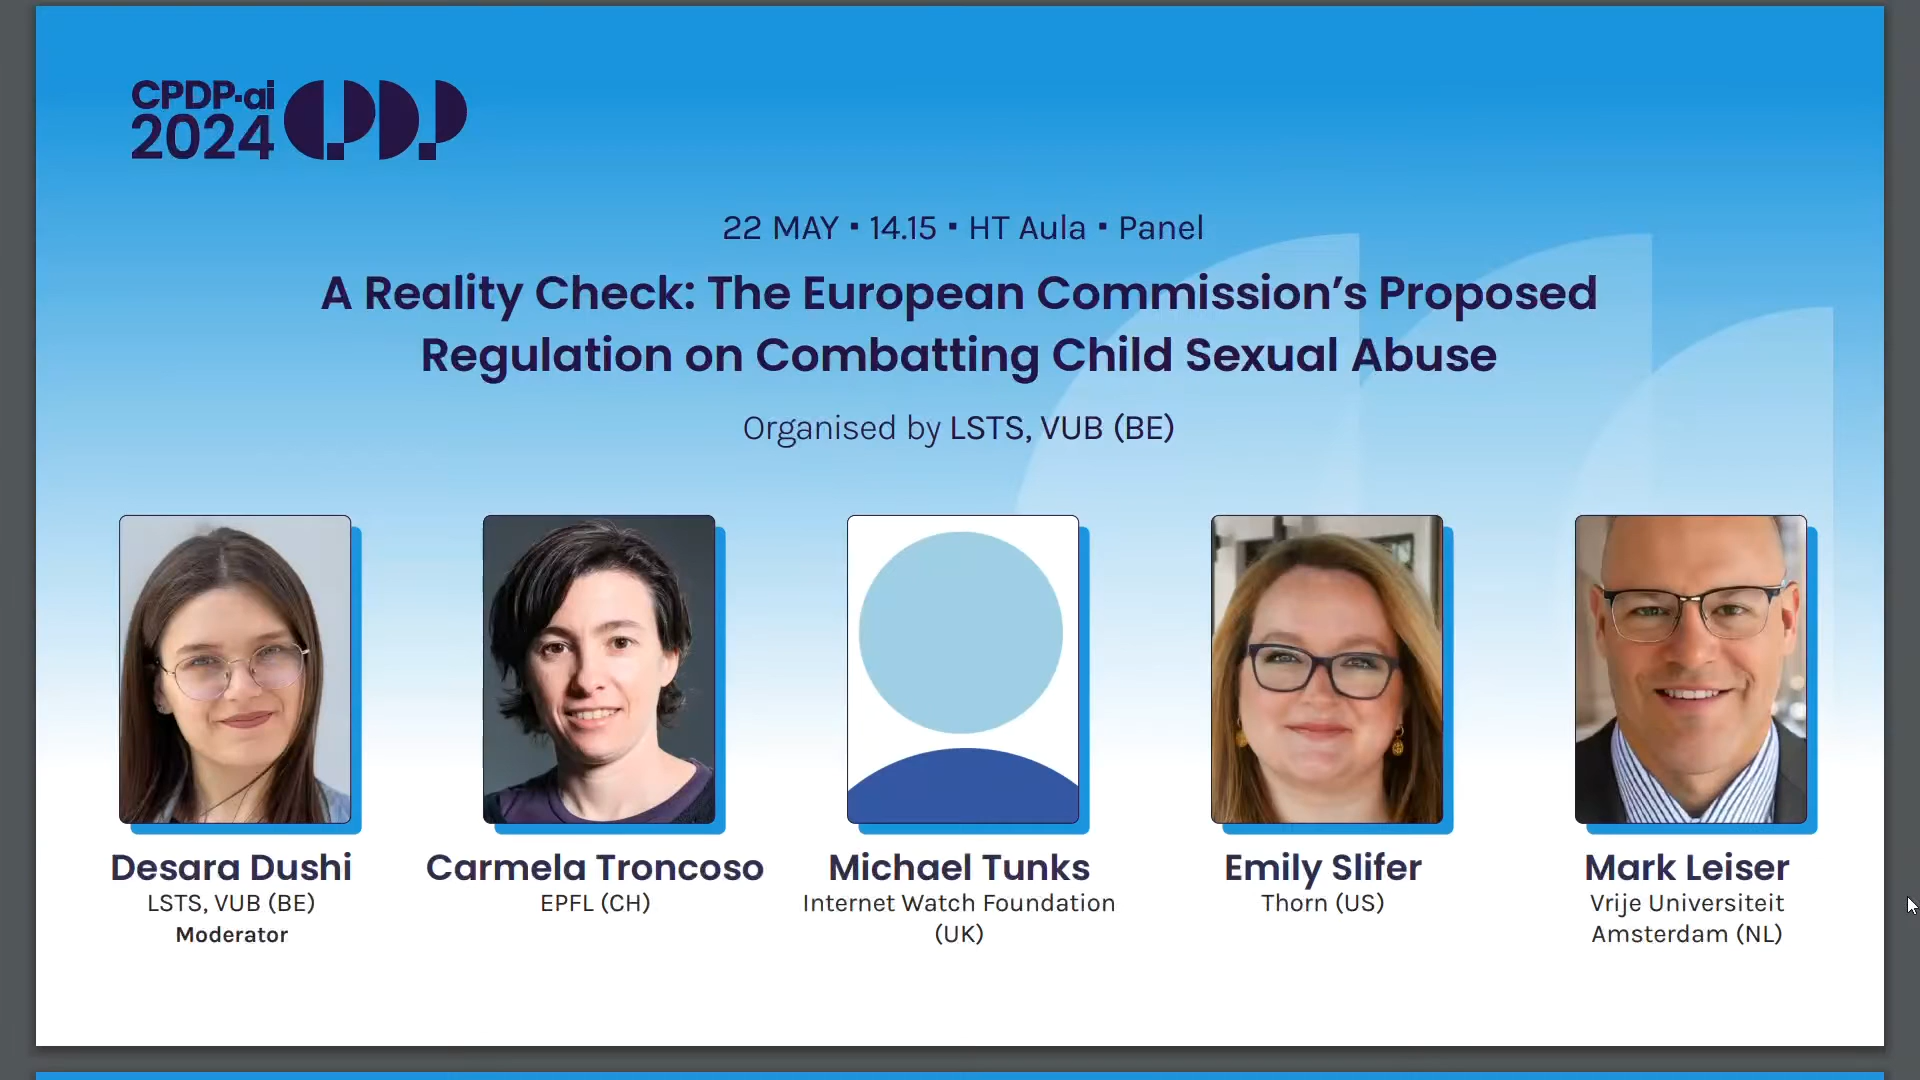 CPDP.ai
2024 CPDP
22 MAY ▪ 14.15 ▪ HT Aula ▪ Panel
A Reality Check: The European Commission’s Proposed
Regulation on Combatting Child Sexual Abuse
Organised by LSTS, VUB (BE)
Desara Dushi
LSTS, VUB (BE)
Moderator
Carmela Troncoso
EPFL (CH)
Michael Tunks
Internet Watch Foundation
(UK)
Emily Slifer
Thorn (US)
Mark Leiser
Vrije Universiteit
Amsterdam (NL)